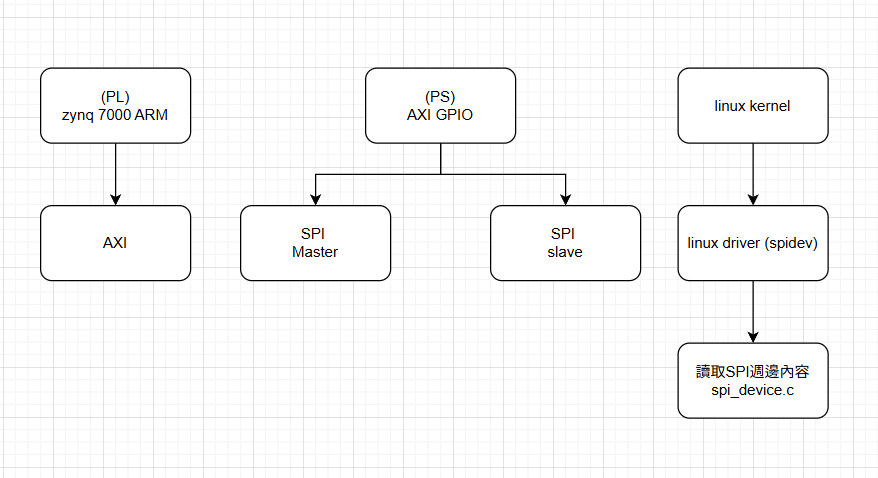 (PL)
zynq 7000 ARM
(PS)
AXI GPIO
linux kernel
AXI
SPI
Master
SPI
slave
linux driver (spidev)
讀取SPI週邊內容
spi_device.c